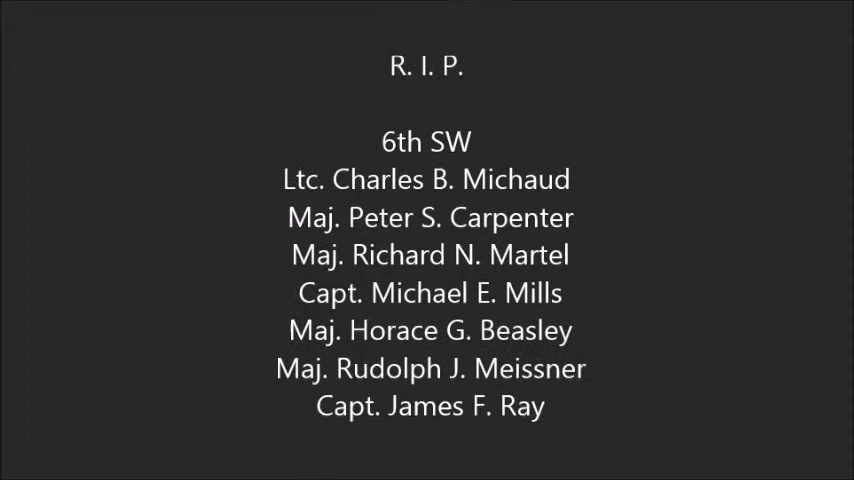 R. I. P.
6th SW
Ltc. Charles B. Michaud
Maj. Peter S. Carpenter
Maj. Richard N. Martel
Capt. Michael E. Mills
Maj. Horace G. Beasley
Maj. Rudolph J. Meissner
Capt. James F. Ray